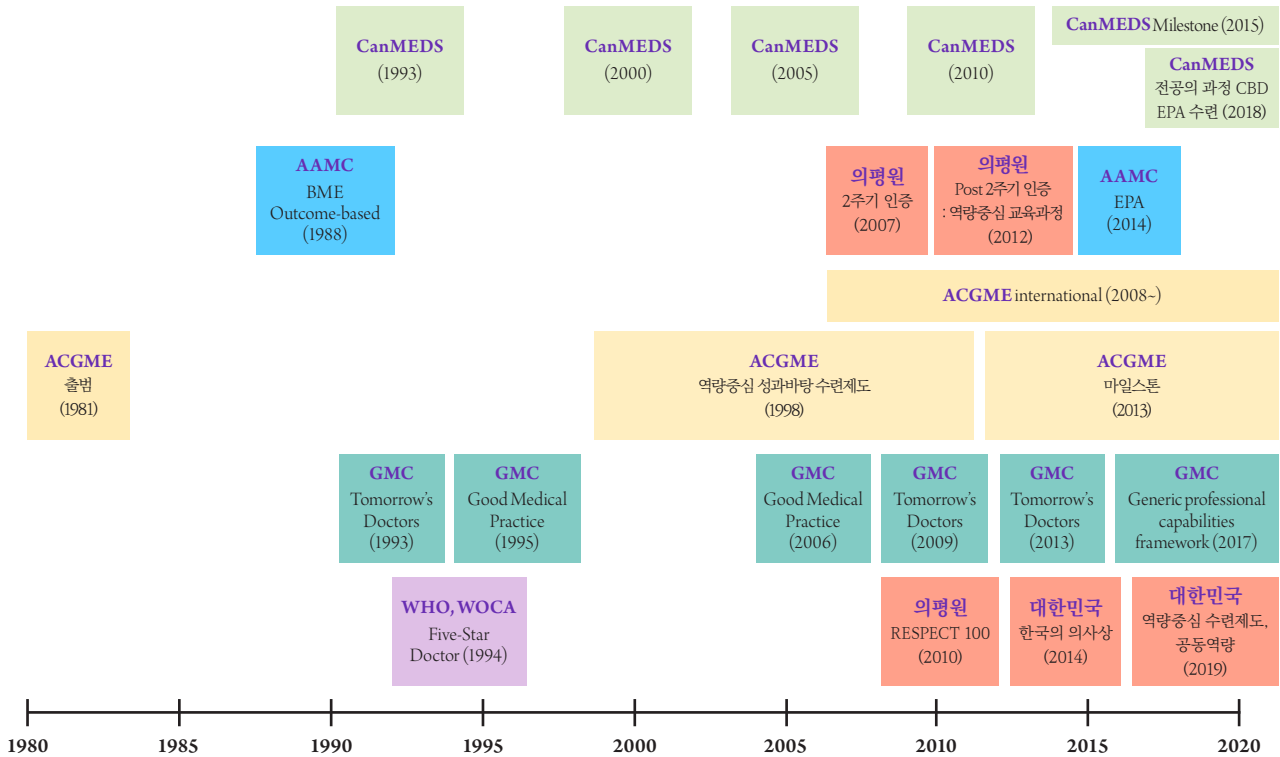 CanMEDS
(1993)
CanMEDS
(2000)
CanMEDS
(2005)
CanMEDS
(2010)
CanMEDS Milestone (2015)
CanMEDS
전공의 과정 CBD
EPA 수련 (2018)
AAMC
BME
Outcome-based
(1988)
의평원
2주기 인증
(2007)
의평원
Post 2주기 인증
: 역량중심 교육과정
(2012)
AAMC
EPA
(2014)
ACGME international (2008~)
ACGME
출범
(1981)
ACGME
역량중심 성과바탕 수련제도
(1998)
ACGME
마일스톤
(2013)
GMC
Tomorrow's
Doctors
(1993)
GMC
Good Medical
Practice
(1995)
GMC
Good Medical
Practice
(2006)
GMC
Tomorrow's
Doctors
(2009)
GMC
Tomorrow's
Doctors
(2013)
GMC
Generic professional
capabilities
framework (2017)
WHO, WOCA
Five-Star
Doctor (1994)
의평원
RESPECT 100
(2010)
대한민국
한국의 의사상
(2014)
대한민국
역량중심 수련제도,
공동역량
(2019)
1980 1985 1990 1995 2000 2005 2010 2015 2020